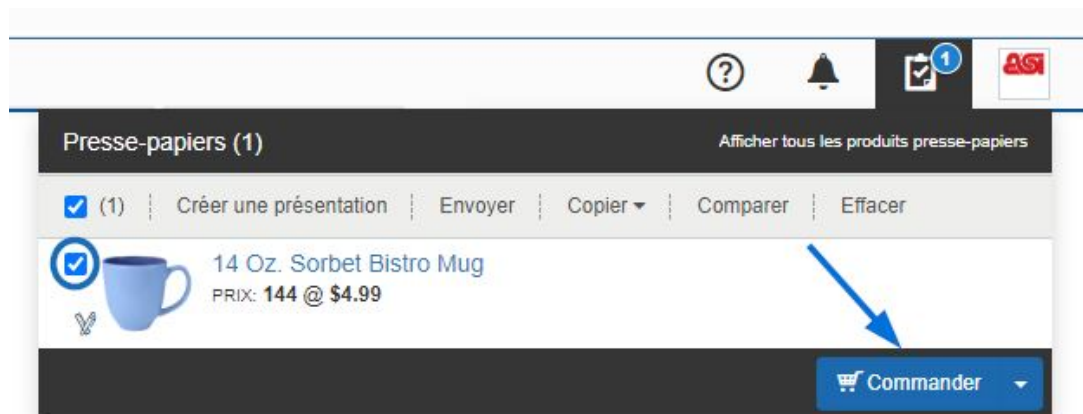 1
asi
Presse-papiers (1) Afficher tous les produits presse-papiers
(1) Créer une présentation Envoyer Copier Comparer Effacer
14 Oz. Sorbet Bistro Mug
PRIX: 144 @ $4.99
Commander